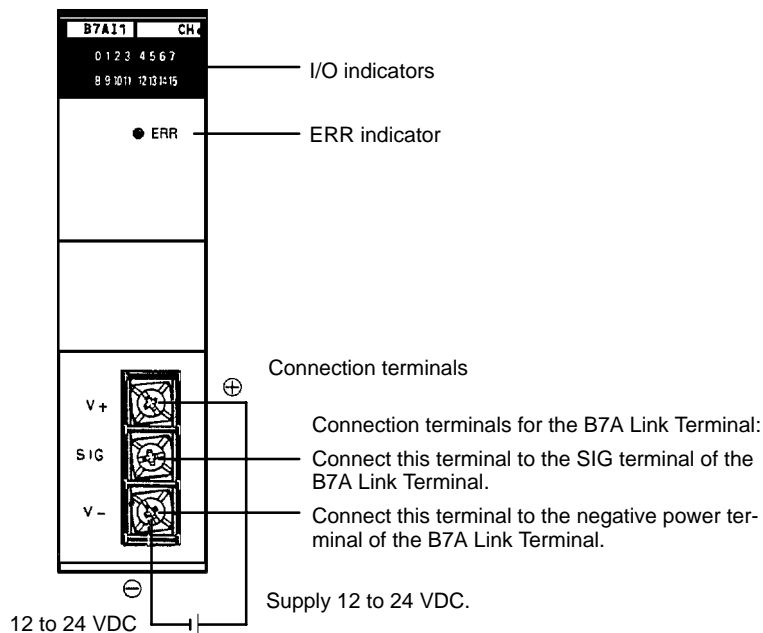 B7AI1 CH
0 1 2 3 4 5 6 7
8 9 10 11 12 13 14 15
I/O indicators
ERR
ERR indicator
Connection terminals
⊕
V +
Connection terminals for the B7A Link Terminal:
SIG
Connect this terminal to the SIG terminal of the
B7A Link Terminal.
V −
Connect this terminal to the negative power ter-
minal of the B7A Link Terminal.
⊖
Supply 12 to 24 VDC.
12 to 24 VDC